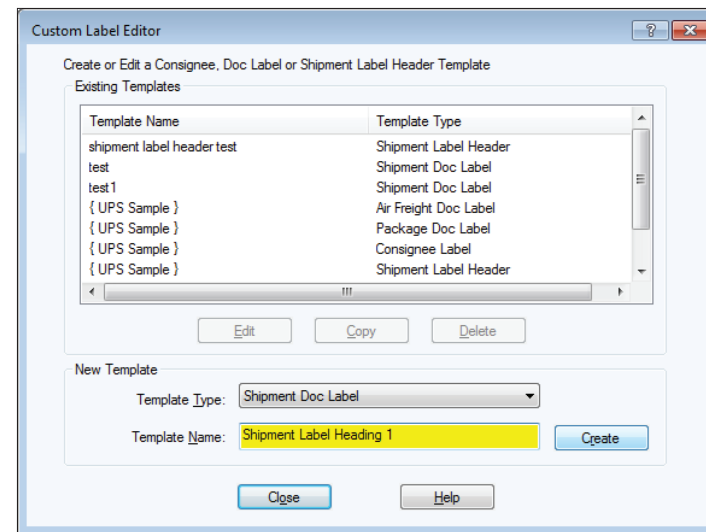 Custom Label Editor
Create or Edit a Consignee, Doc Label or Shipment Label Header Template
Existing Templates
Template Name Template Type
shipment label header test Shipment Label Header
test Shipment Doc Label
test1 Shipment Doc Label
{ UPS Sample } Air Freight Doc Label
{ UPS Sample } Package Doc Label
{ UPS Sample } Consignee Label
{ UPS Sample } Shipment Label Header
Edit Copy Delete
New Template
Template Type: Shipment Doc Label
Template Name: Shipment Label Heading 1 Create
Close Help